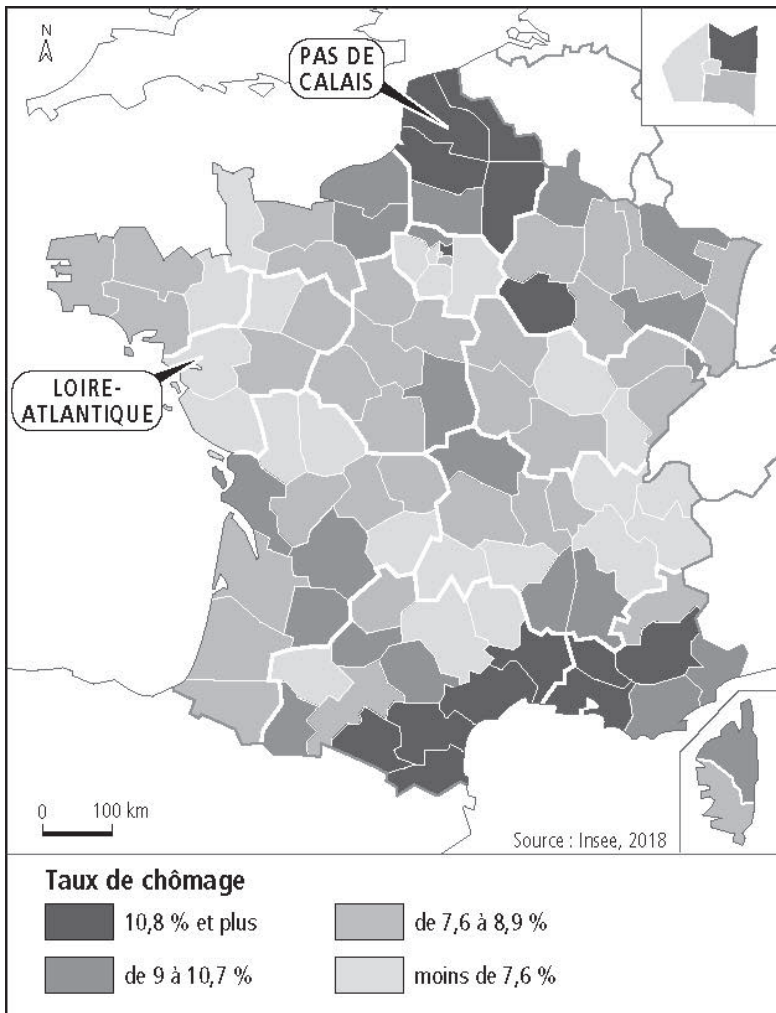 N
PAS DE
CALAIS
LOIRE-
ATLANTIQUE
0 100 km
Source : Insee, 2018
Taux de chômage
10,8 % et plus
de 7,6 à 8,9 %
de 9 à 10,7 %
moins de 7,6 %